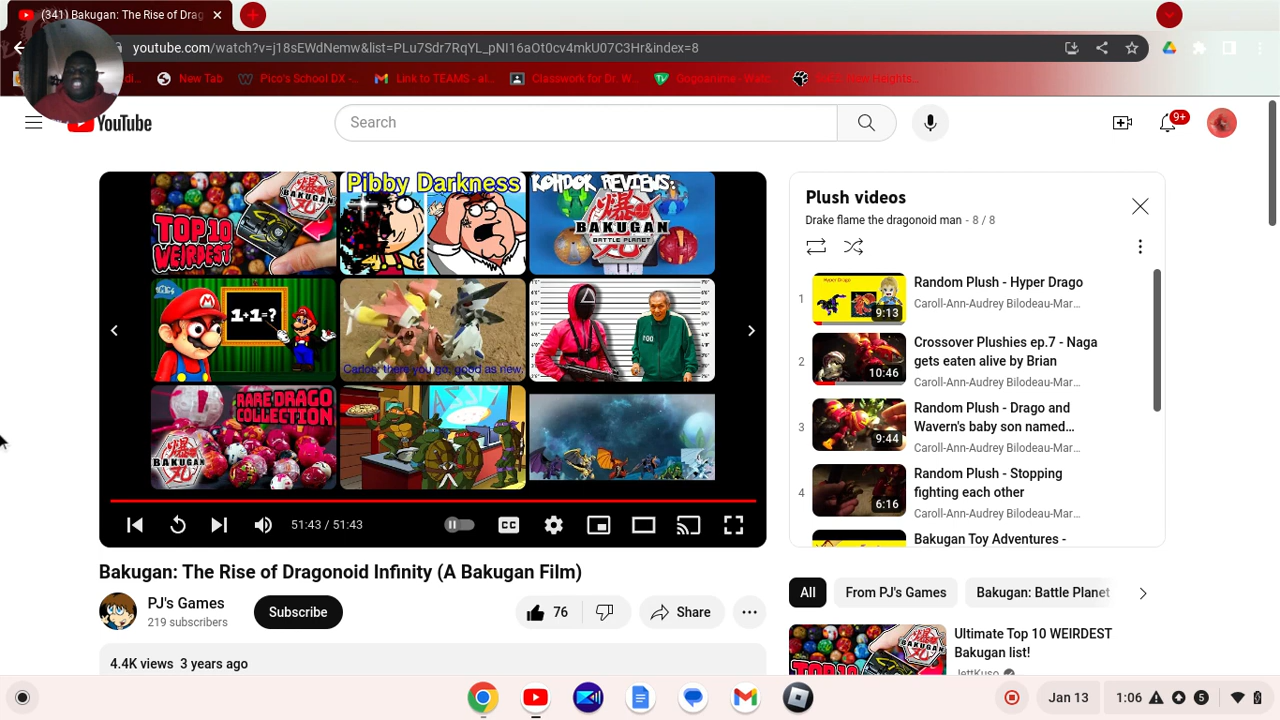 (341) Bakugan: The Rise of Drag
youtube.com/watch?v=j18sEWdNemw&list=PLu7Sdr7RqYL_pNI16aOt0cv4mkU07C3Hr&index=8
New Tab
Pico's School DX -...
Link to TEAMS - al...
Classwork for Dr. W...
Gogoanime - Watc...
YouTube
Search
9+
TOP 10
WEIRDEST
BAKUGAN
Pibby Darkness
KOHDOK REVIEWS:
BAKUGAN
BATTLE PLANET
1+1=?
Carlos: there you go, good as new.
RARE DRAGO
COLLECTION
BAKUGAN
51:43 / 51:43
CC
Plush videos
Drake flame the dragonoid man - 8 / 8
1
9:13
Random Plush - Hyper Drago
Caroll-Ann-Audrey Bilodeau-Mar...
2
10:46
Crossover Plushies ep.7 - Naga
gets eaten alive by Brian
Caroll-Ann-Audrey Bilodeau-Mar...
3
9:44
Random Plush - Drago and
Wavern's baby son named...
Caroll-Ann-Audrey Bilodeau-Mar...
4
6:16
Random Plush - Stopping
fighting each other
Caroll-Ann-Audrey Bilodeau-Mar...
Bakugan Toy Adventures -
Bakugan: The Rise of Dragonoid Infinity (A Bakugan Film)
PJ's Games
219 subscribers
Subscribe
76
Share
4.4K views 3 years ago
All
From PJ's Games
Bakugan: Battle Planet
Ultimate Top 10 WEIRDEST
Bakugan list!
JettKuso
Jan 13
1:06
5